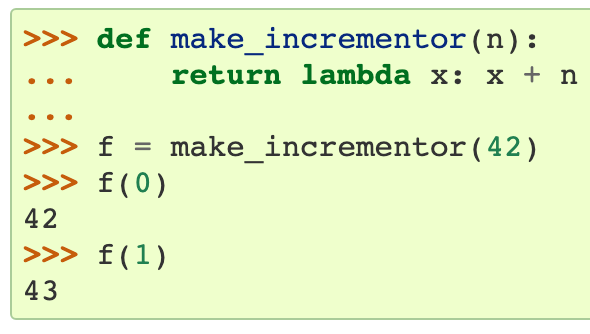 >>> def make_incrementor(n):
...     return lambda x: x + n
...
>>> f = make_incrementor(42)
>>> f(0)
42
>>> f(1)
43